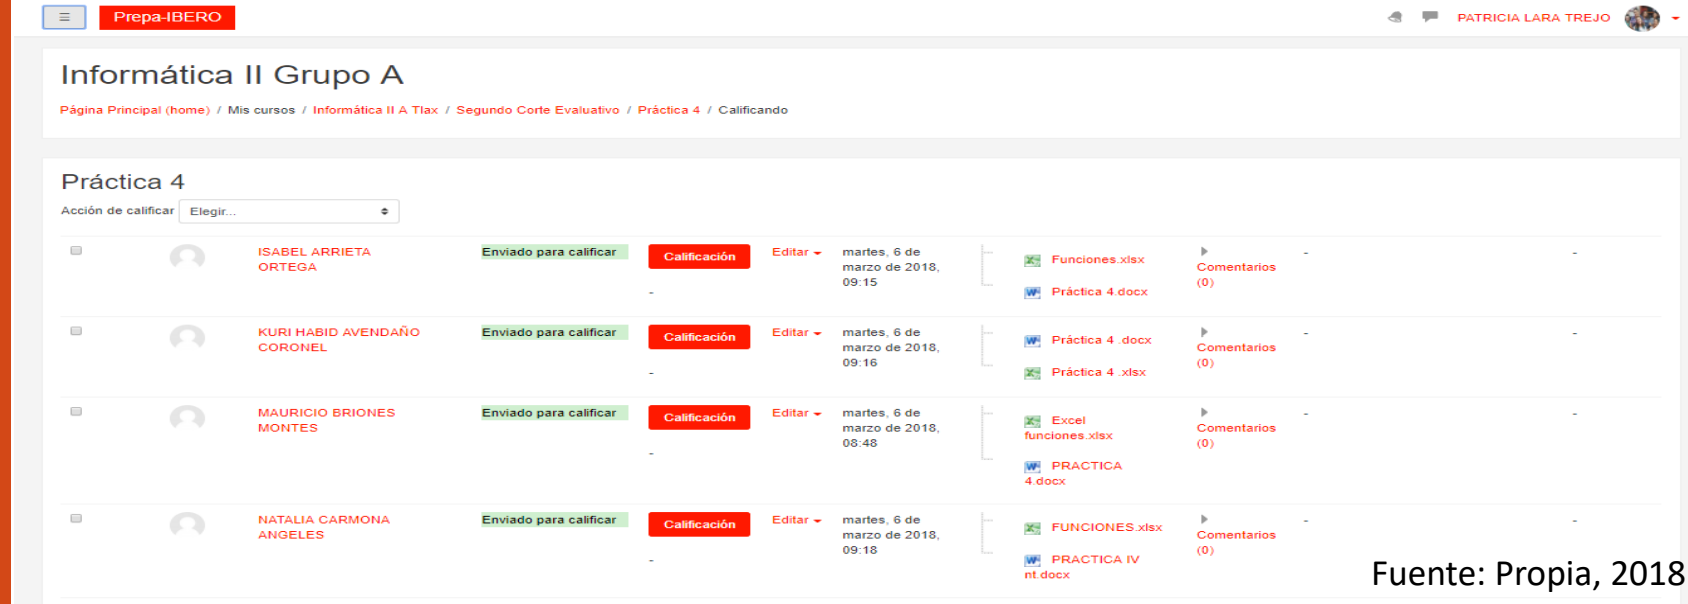 Prepa-IBERO
PATRICIA LARA TREJO
Informática II Grupo A
Página Principal (home) / Mis cursos / Informática II A Tlax / Segundo Corte Evaluativo / Práctica 4 / Calificando
Práctica 4
Acción de calificar Elegir...
ISABEL ARRIETA
ORTEGA
Enviado para calificar
Calificación
-
Editar
martes, 6 de
marzo de 2018,
09:15
Funciones.xlsx
Práctica 4.docx
Comentarios
(0)
-
-
KURI HABID AVENDAÑO
CORONEL
Enviado para calificar
Calificación
-
Editar
martes, 6 de
marzo de 2018,
09:16
Práctica 4 .docx
Práctica 4 .xlsx
Comentarios
(0)
-
-
MAURICIO BRIONES
MONTES
Enviado para calificar
Calificación
-
Editar
martes, 6 de
marzo de 2018,
08:48
Excel
funciones.xlsx
PRACTICA
4.docx
Comentarios
(0)
-
-
NATALIA CARMONA
ANGELES
Enviado para calificar
Calificación
-
Editar
martes, 6 de
marzo de 2018,
09:18
FUNCIONES.xlsx
PRACTICA IV
nt.docx
Comentarios
(0)
-
-
Fuente: Propia, 2018